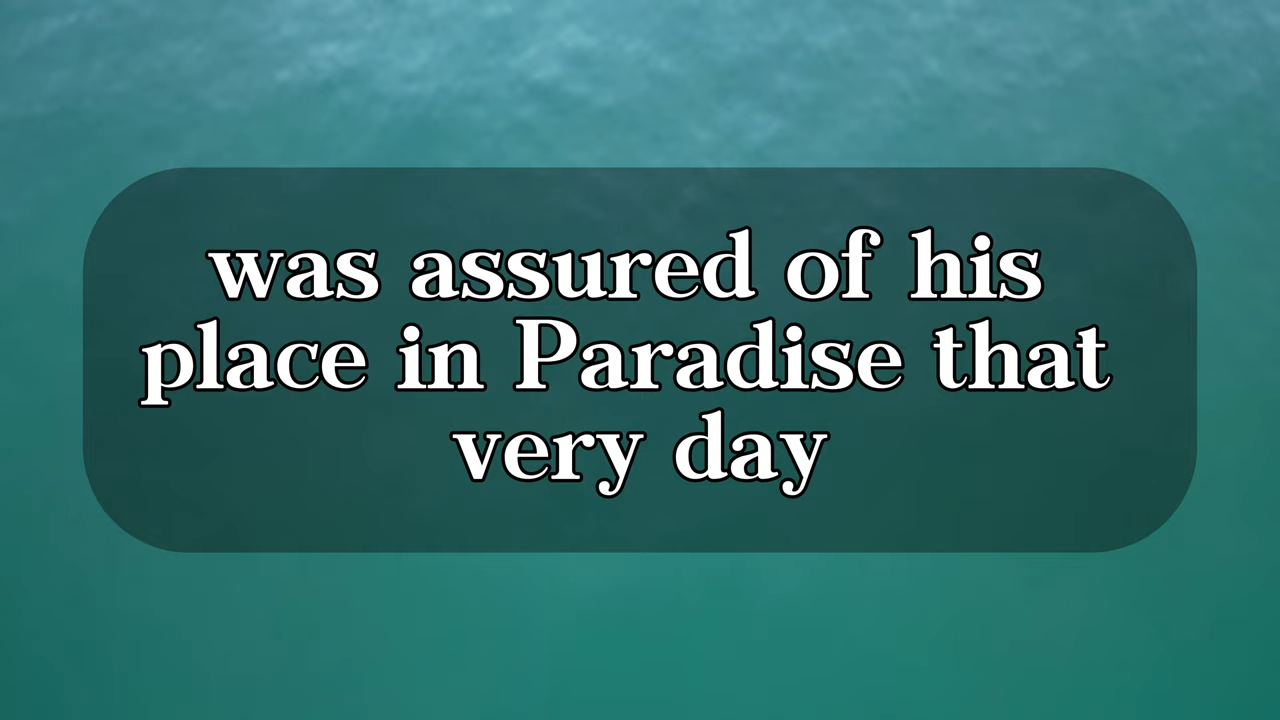 was assured of his
place in Paradise that
very day